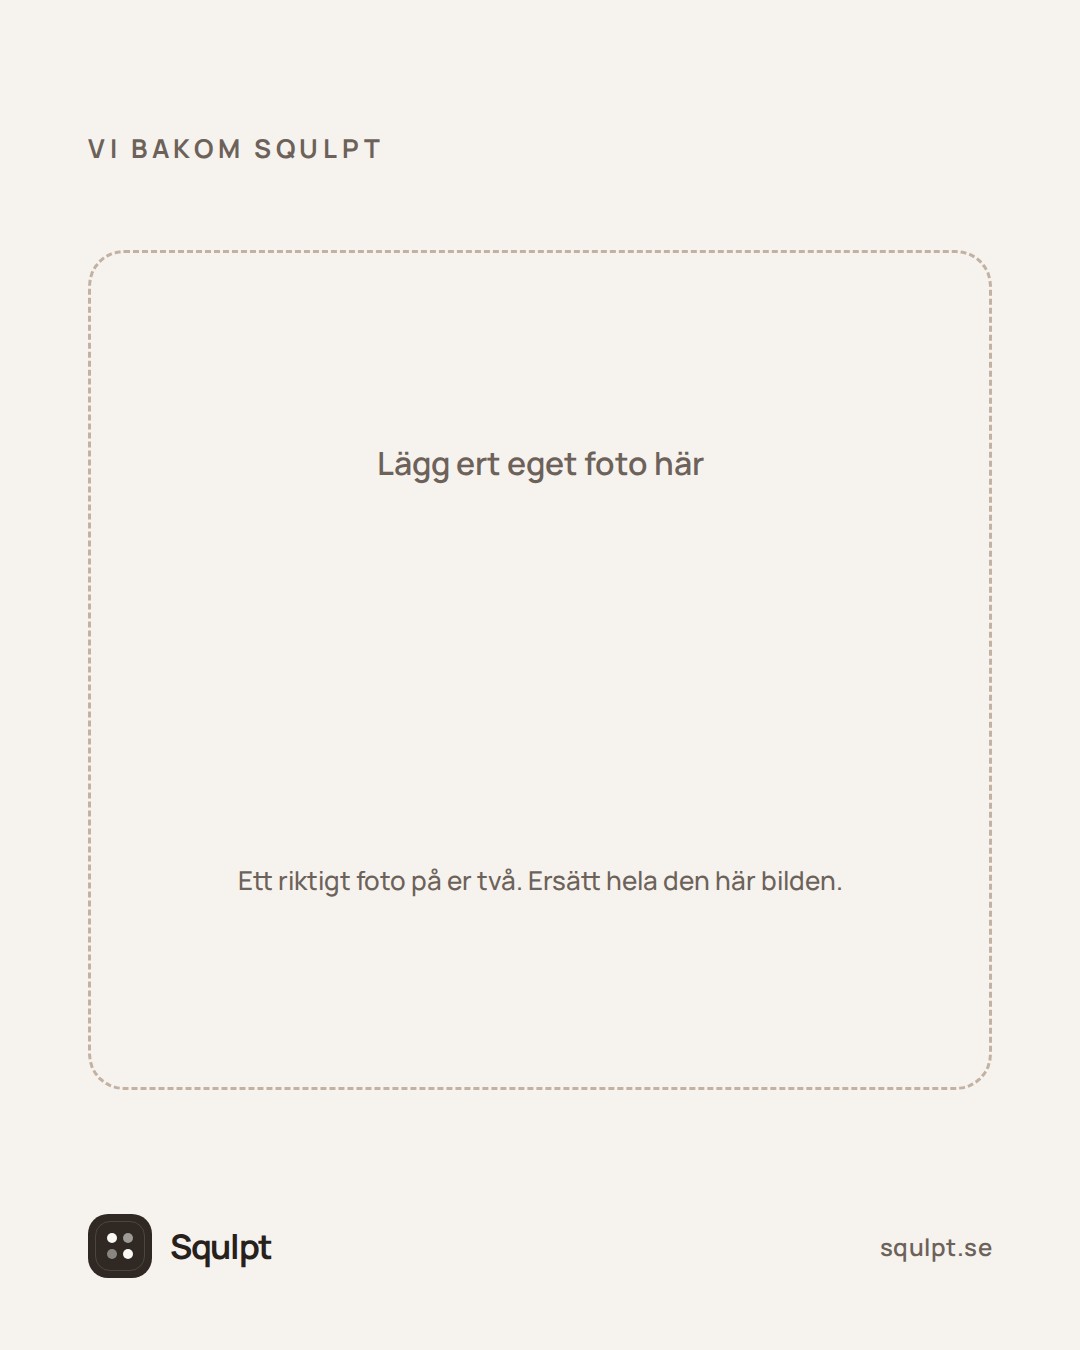 VI BAKOM SQULPT
Lägg ert eget foto här
Ett riktigt foto på er två. Ersätt hela den här bilden.
Squlpt
squlpt.se